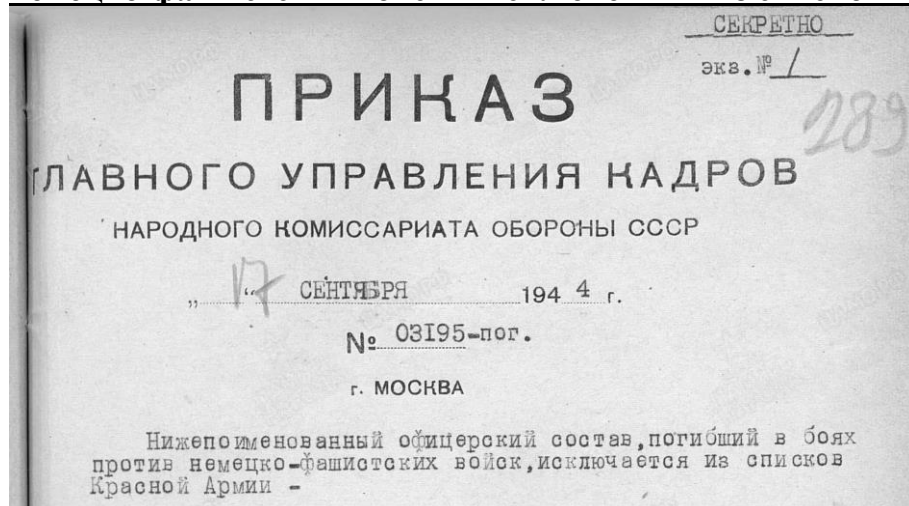 СЕКРЕТНО
экз.№ 1
289
ПРИКАЗ
ГЛАВНОГО УПРАВЛЕНИЯ КАДРОВ
НАРОДНОГО КОМИССАРИАТА ОБОРОНЫ СССР
„17“ СЕНТЯБРЯ 1944 г.
№ 03I95-пог.
г. МОСКВА
Нижепоименованный офицерский состав,погибший в боях
против немецко-фашистских войск,исключается из списков
Красной Армии -